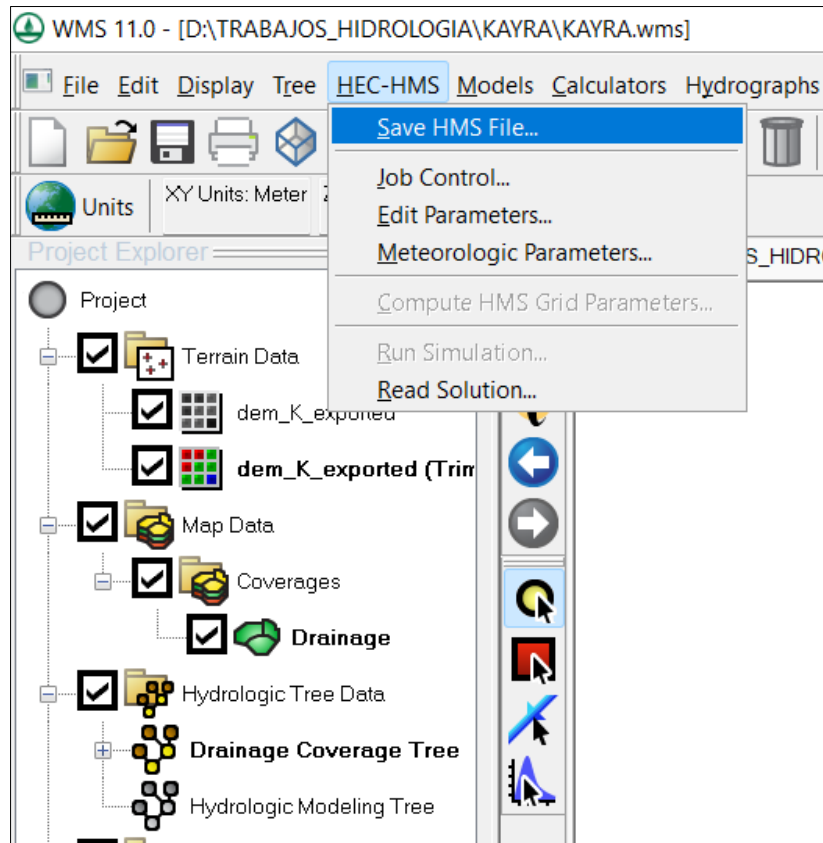 WMS 11.0 - [D:\TRABAJOS_HIDROLOGIA\KAYRA\KAYRA.wms]
File Edit Display Tree HEC-HMS Models Calculators Hydrographs
Save HMS File...
Job Control...
Edit Parameters...
Meteorologic Parameters...
Compute HMS Grid Parameters...
Run Simulation...
Read Solution...
Units
XY Units: Meter
Project Explorer
S_HIDR
Project
Terrain Data
dem_K_exported
dem_K_exported (Trim
Map Data
Coverages
Drainage
Hydrologic Tree Data
Drainage Coverage Tree
Hydrologic Modeling Tree